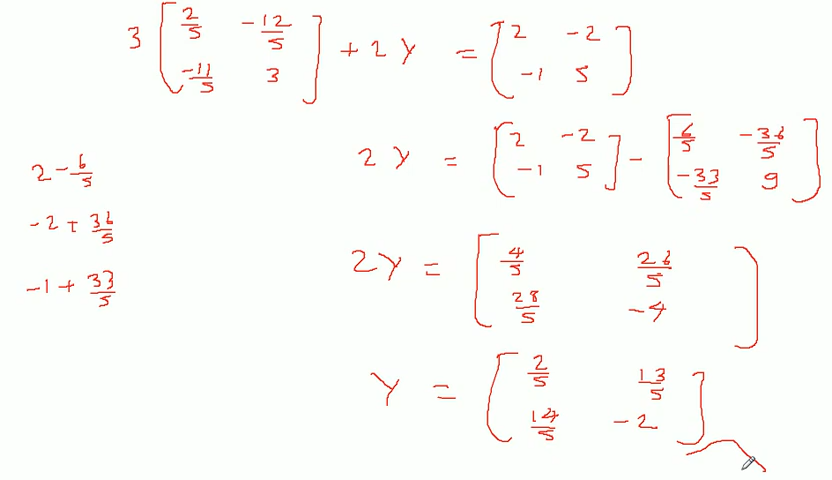 3 [2/5 -12/5; -11/5 3] + 2Y = [2 -2; -1 5]
2Y = [2 -2; -1 5] - [6/5 -36/5; -33/5 9]
2 - 6/5
-2 + 36/5
-1 + 33/5
2Y = [4/5 26/5; 28/5 -4]
Y = [2/5 13/5; 14/5 -2]